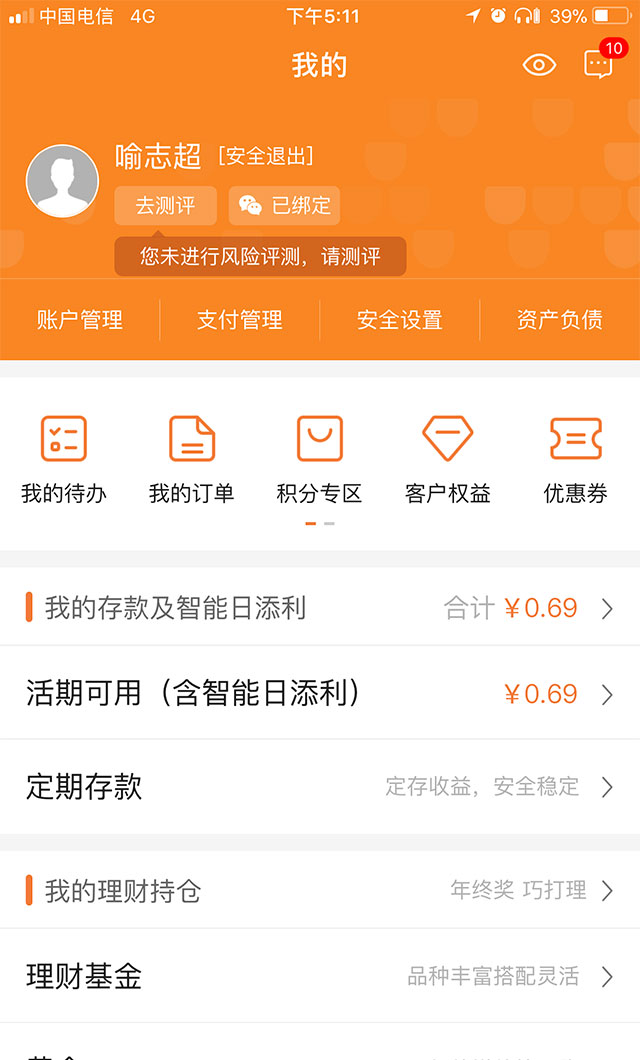 中国电信 4G 下午5:11 39%
我的 10
喻志超 [安全退出]
去测评 已绑定
您未进行风险评测，请测评
账户管理 支付管理 安全设置 资产负债
我的待办 我的订单 积分专区 客户权益 优惠券
我的存款及智能日添利 合计 ¥0.69
活期可用（含智能日添利） ¥0.69
定期存款 定存收益，安全稳定
我的理财持仓 年终奖 巧打理
理财基金 品种丰富搭配灵活